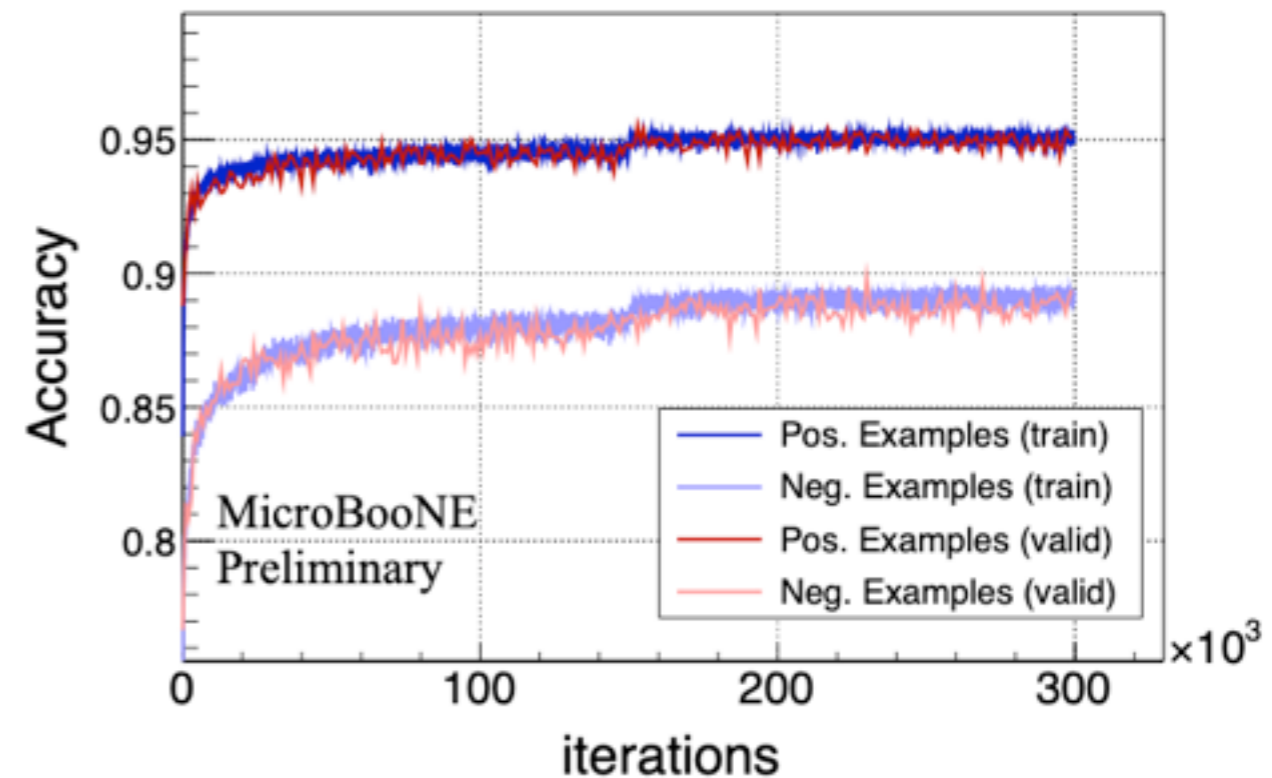 0.95
0.9
0.85
0.8
Accuracy
MicroBooNE
Preliminary
Pos. Examples (train)
Neg. Examples (train)
Pos. Examples (valid)
Neg. Examples (valid)
0 100 200 300
×10³
iterations